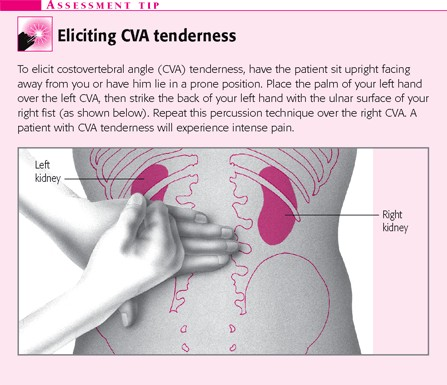 ASSESSMENT TIP
Eliciting CVA tenderness
To elicit costovertebral angle (CVA) tenderness, have the patient sit upright facing
away from you or have him lie in a prone position. Place the palm of your left hand
over the left CVA, then strike the back of your left hand with the ulnar surface of your
right fist (as shown below). Repeat this percussion technique over the right CVA. A
patient with CVA tenderness will experience intense pain.
Left
kidney
Right
kidney